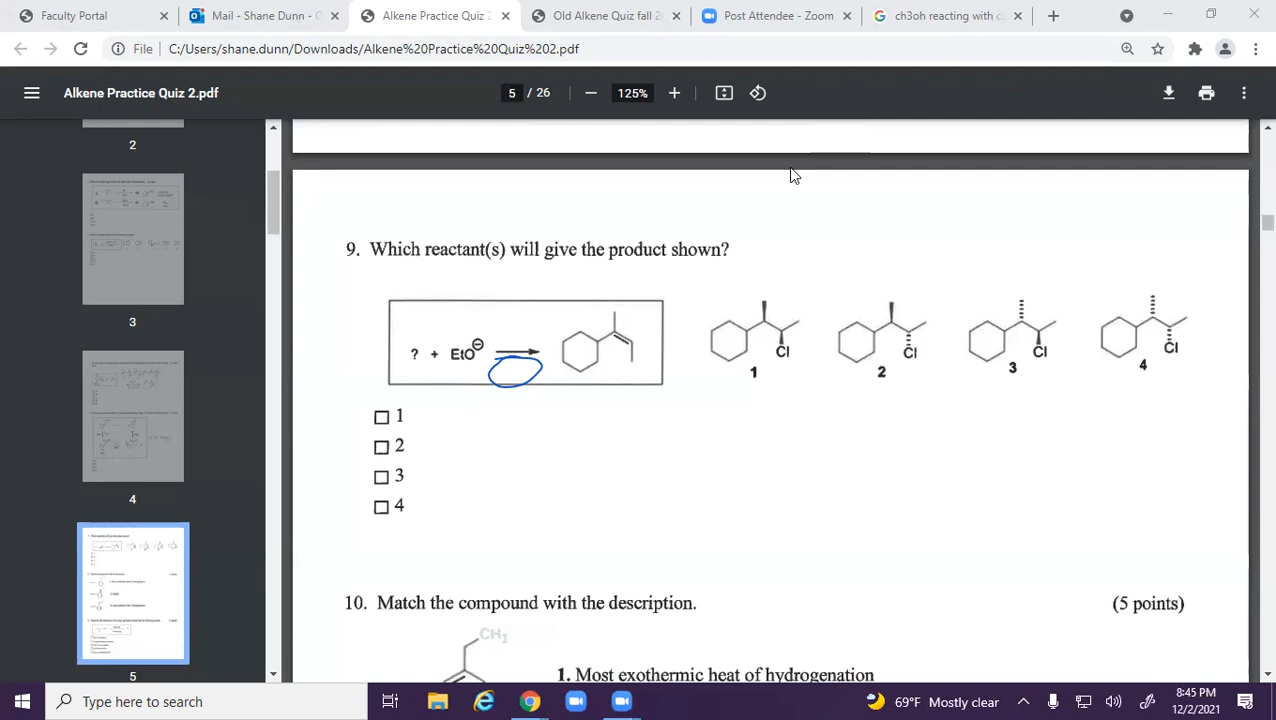 Faculty Portal
Mail - Shane Dunn - O
Alkene Practice Quiz 2
Old Alkene Quiz fall 2
Post Attendee - Zoom
ch3oh reacting with c
File
C:/Users/shane.dunn/Downloads/Alkene%20Practice%20Quiz%202.pdf
Alkene Practice Quiz 2.pdf
5 / 26
125%
2
3
4
5
9. Which reactant(s) will give the product shown?
? + EtO⊖
Cl
1
Cl
2
Cl
3
Cl
4
1
2
3
4
10. Match the compound with the description.
(5 points)
CH3
1. Most exothermic heat of hydrogenation
Type here to search
69°F Mostly clear
8:45 PM
12/2/2021